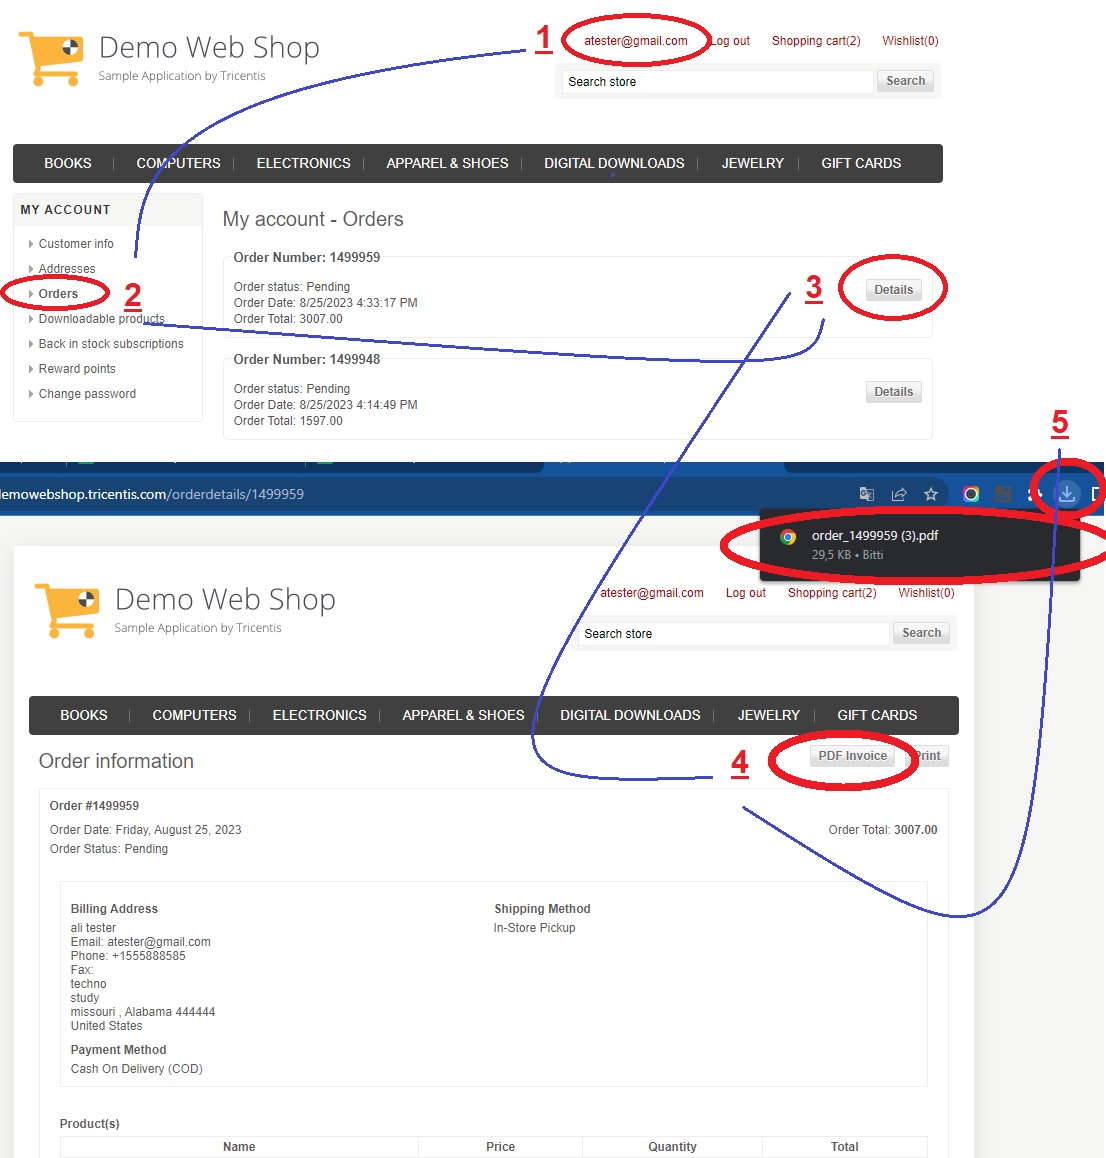 Demo Web Shop
Sample Application by Tricentis
1
atester@gmail.com Log out Shopping cart(2) Wishlist(0)
Search store Search
BOOKS COMPUTERS ELECTRONICS APPAREL & SHOES DIGITAL DOWNLOADS JEWELRY GIFT CARDS
MY ACCOUNT
Customer info
Addresses
Orders
2
Downloadable products
Back in stock subscriptions
Reward points
Change password
My account - Orders
Order Number: 1499959
Order status: Pending
Order Date: 8/25/2023 4:33:17 PM
Order Total: 3007.00
3
Details
Order Number: 1499948
Order status: Pending
Order Date: 8/25/2023 4:14:49 PM
Order Total: 1597.00
Details
5
demowebshop.tricentis.com/orderdetails/1499959
order_1499959 (3).pdf
29,5 KB • Bitti
Demo Web Shop
Sample Application by Tricentis
atester@gmail.com Log out Shopping cart(2) Wishlist(0)
Search store Search
BOOKS COMPUTERS ELECTRONICS APPAREL & SHOES DIGITAL DOWNLOADS JEWELRY GIFT CARDS
Order information
4
PDF Invoice Print
Order #1499959
Order Date: Friday, August 25, 2023
Order Status: Pending
Order Total: 3007.00
Billing Address
ali tester
Email: atester@gmail.com
Phone: +1555888585
Fax:
techno
study
missouri , Alabama 444444
United States
Payment Method
Cash On Delivery (COD)
Shipping Method
In-Store Pickup
Product(s)
Name Price Quantity Total